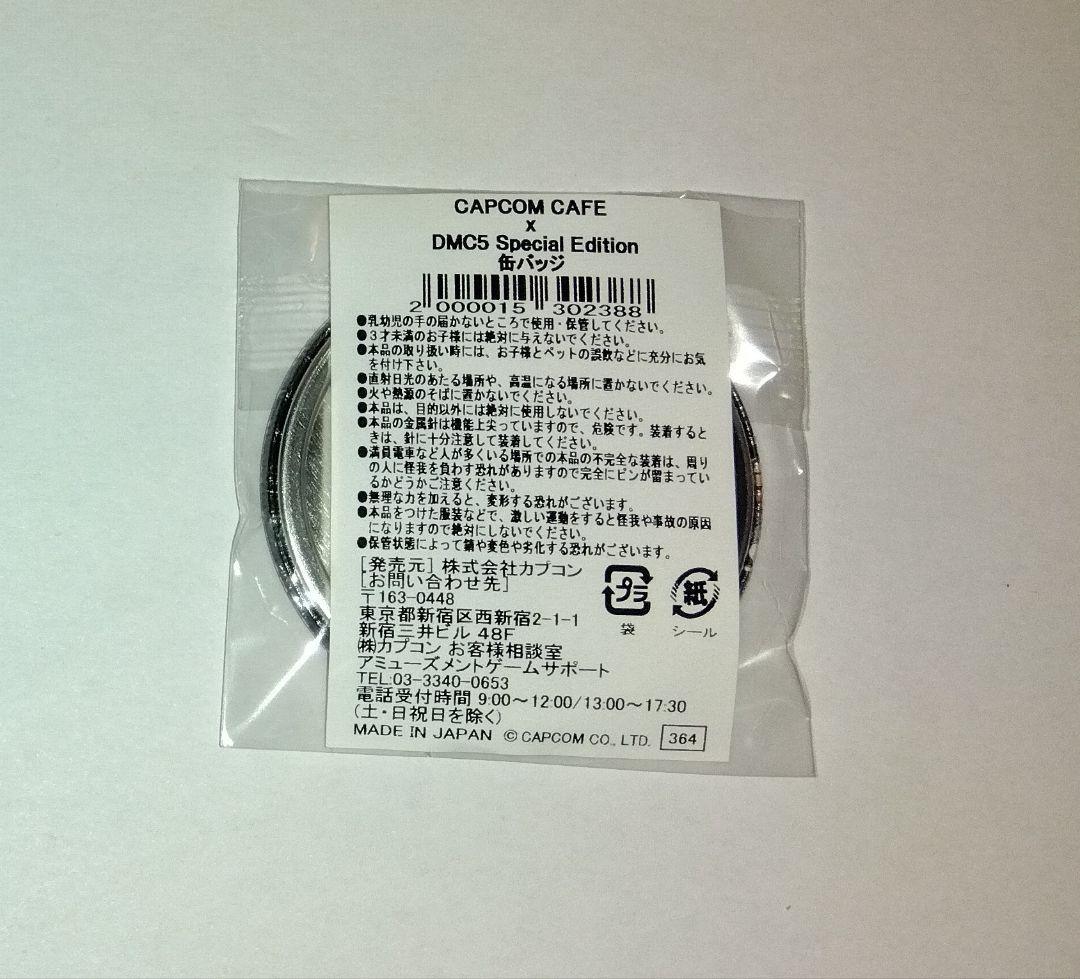 CAPCOM CAFE
x
DMC5 Special Edition
缶バッジ
2 000015 302388
●乳幼児の手の届かないところで使用・保管してください。
●3才未満のお子様には絶対に与えないでください。
●本品の取り扱い時には、お子様とペットの誤飲などに充分にお気
を付け下さい。
●直射日光のあたる場所や、高温になる場所に置かないでください。
●火や熱源のそばに置かないでください。
●本品は、目的以外には絶対に使用しないでください。
●本品の金属針は機能上尖っていますので、危険です。装着すると
きは、針に十分注意して装着してください。
●満員電車など人が多くいる場所での本品の不完全な装着は、周り
の人に怪我を負わす恐れがありますので完全にピンが留まってい
るかどうかご注意ください。
●無理な力を加えると、変形する恐れがございます。
●本品をつけた服装などで、激しい運動をすると怪我や事故の原因
になりますので絶対にしないでください。
●保管状態によって錆や変色や劣化する恐れがございます。
[発売元] 株式会社カプコン
[お問い合わせ先]
〒163-0448
東京都新宿区西新宿2-1-1
新宿三井ビル 48F
㈱カプコン お客様相談室
アミューズメントゲームサポート
TEL:03-3340-0653
電話受付時間 9:00～12:00/13:00～17:30
(土・日祝日を除く)
MADE IN JAPAN ©CAPCOM CO., LTD. 364
プラ 紙
袋 シール